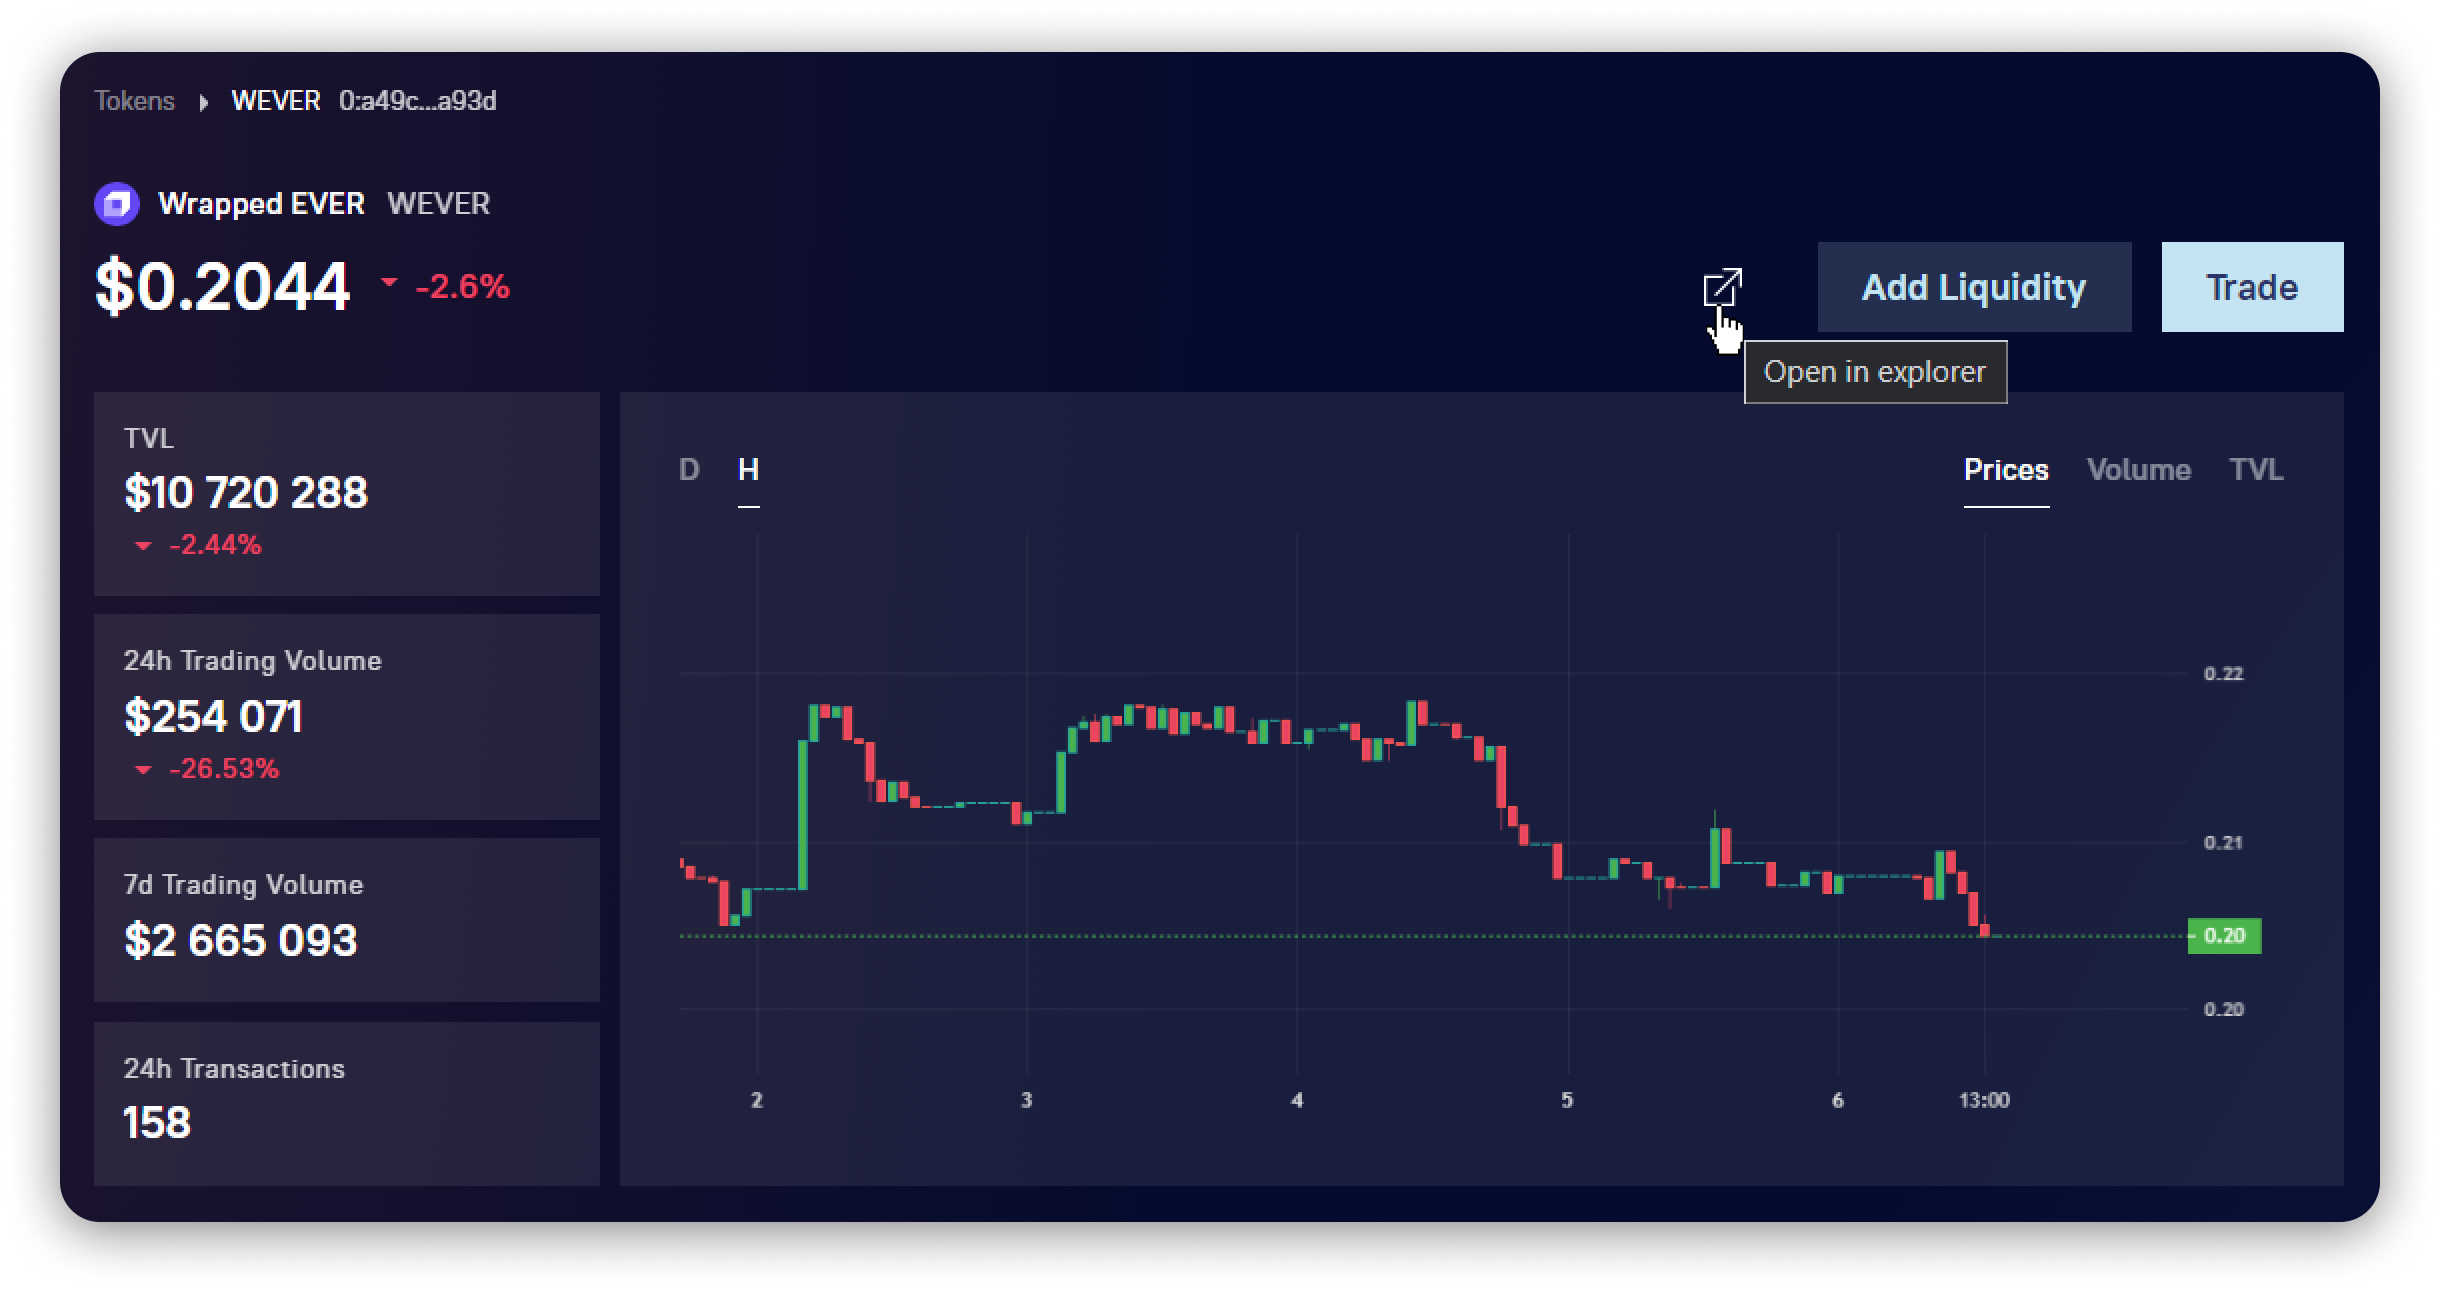 Tokens WEVER 0:a49c...a93d
Wrapped EVER WEVER
$0.2044 -2.6%
Add Liquidity
Trade
Open in explorer
TVL
$10 720 288
-2.44%
24h Trading Volume
$254 071
-26.53%
7d Trading Volume
$2 665 093
24h Transactions
158
D H
Prices Volume TVL
0.22
0.21
0.20
0.20
2 3 4 5 6 13:00